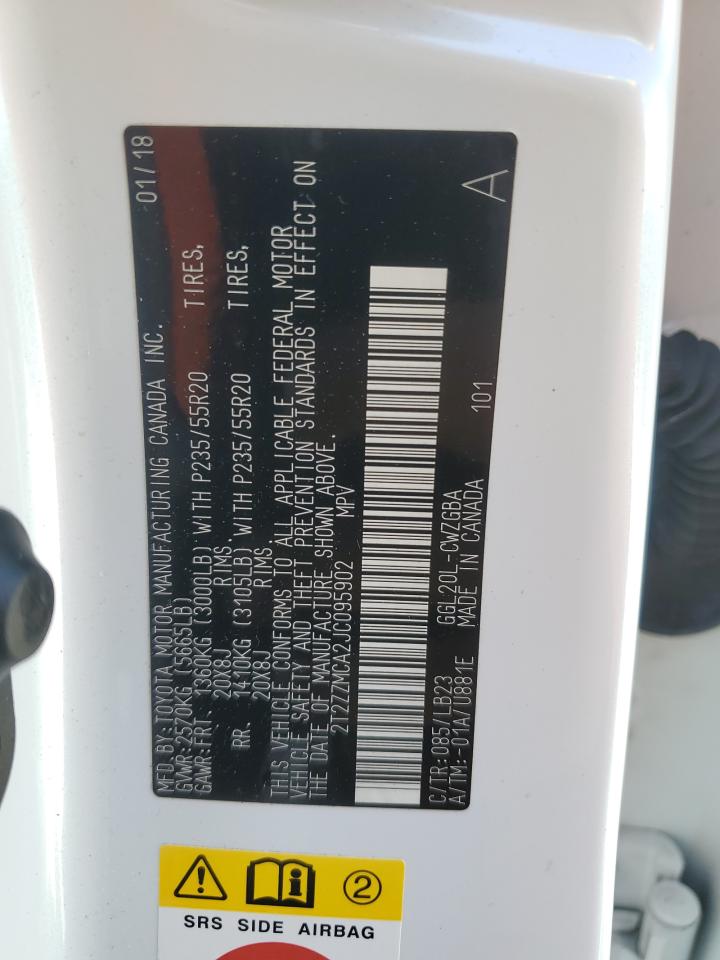 MFD BY:TOYOTA MOTOR MANUFACTURING CANADA INC. 01/18
GVWR:2570KG (5665LB)
GAWR:FRT. 1360KG (3000LB) WITH P235/55R20 TIRES,
20X8J RIMS
RR. 1410KG (3105LB) WITH P235/55R20 TIRES,
20X8J RIMS
THIS VEHICLE CONFORMS TO ALL APPLICABLE FEDERAL MOTOR
VEHICLE SAFETY AND THEFT PREVENTION STANDARDS IN EFFECT ON
THE DATE OF MANUFACTURE SHOWN ABOVE.
2T2ZZMCA2JC095902 MPV
C/TR:085/LB23 GGL20L-CWZGBA
A/TM:-01A/0881E MADE IN CANADA 101 A
2
SRS SIDE AIRBAG